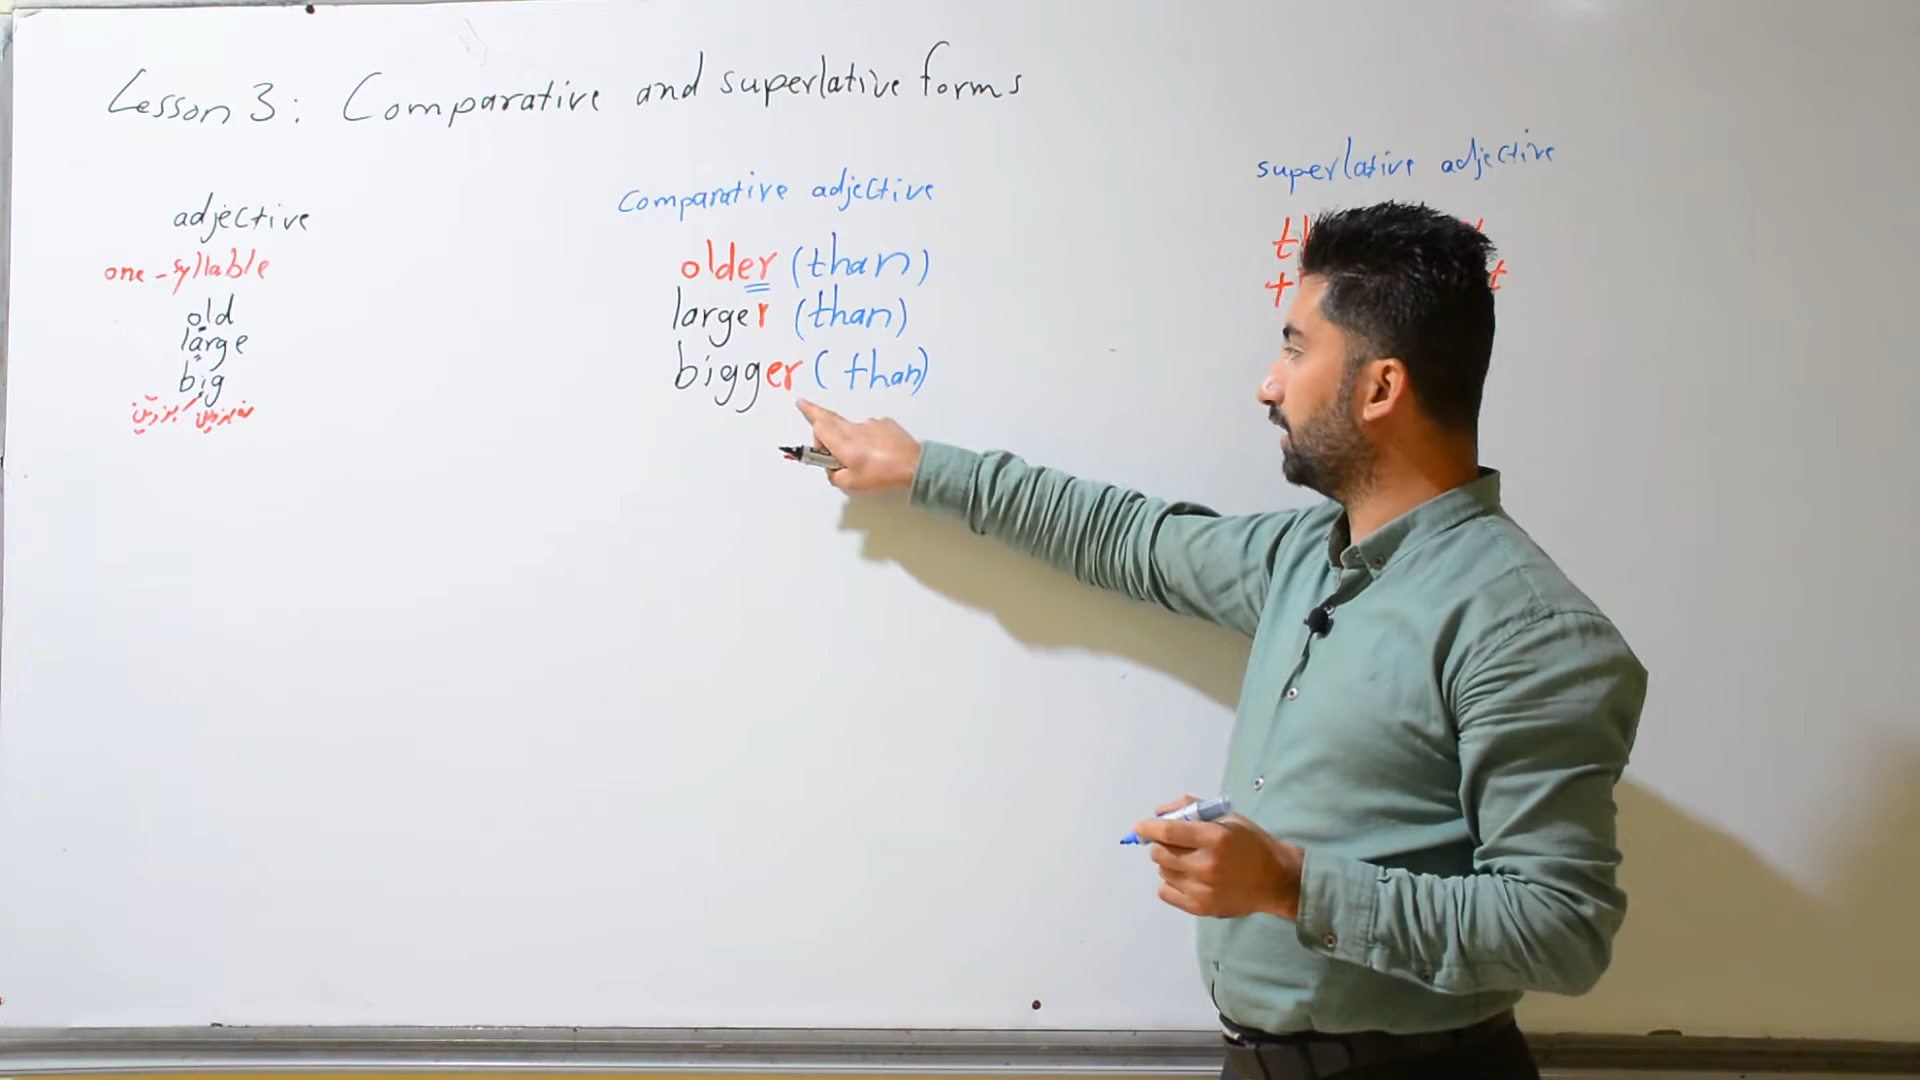 Lesson 3: Comparative and superlative forms
adjective
one-syllable
old
large
big
comparative adjective
older (than)
larger (than)
bigger (than)
superlative adjective